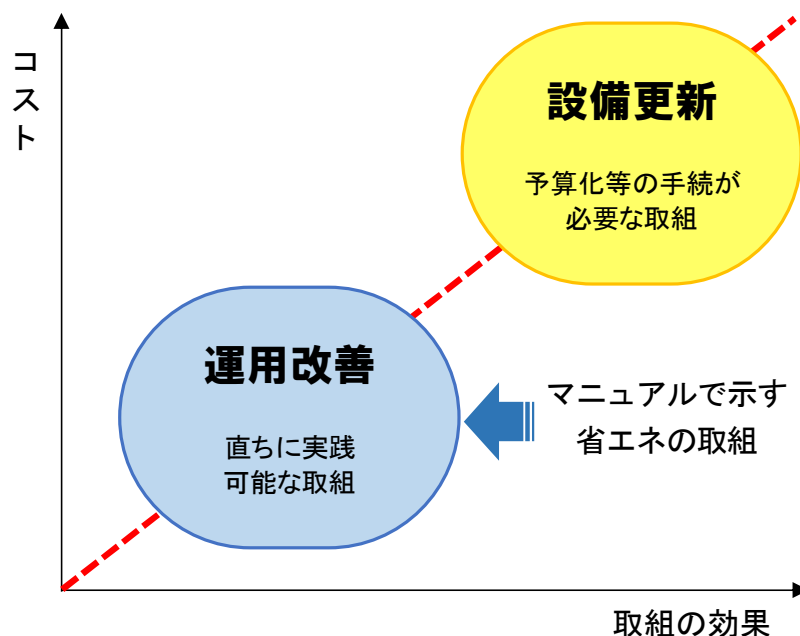 コスト
設備更新
予算化等の手続が
必要な取組
運用改善
直ちに実践
可能な取組
マニュアルで示す
省エネの取組
取組の効果